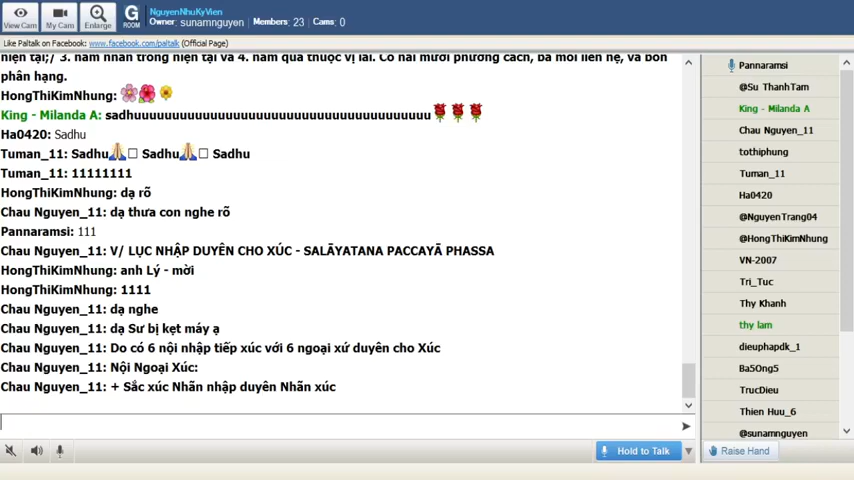 NguyenNhuKyVien
Owner: sunamnguyen Members: 23 Cams: 0
View Cam
My Cam
Enlarge
G
ROOM
Like Paltalk on Facebook: www.facebook.com/paltalk (Official Page)
hiện tại;/ 3. năm nhân trong hiện tại và 4. năm quả thuộc vị lai. Có hai mươi phương cách, ba mối liên hệ, và bốn
phân hạng.
HongThiKimNhung:
King - Milanda A: sadhuuuuuuuuuuuuuuuuuuuuuuuuuuuuuuuuuuuuuu
Ha0420: Sadhu
Tuman_11: Sadhu Sadhu Sadhu
Tuman_11: 11111111
HongThiKimNhung: dạ rõ
Chau Nguyen_11: dạ thưa con nghe rõ
Pannaramsi: 111
Chau Nguyen_11: V/ LỤC NHẬP DUYÊN CHO XÚC - SALĀYATANA PACCAYĀ PHASSA
HongThiKimNhung: anh Lý - mời
HongThiKimNhung: 1111
Chau Nguyen_11: dạ nghe
Chau Nguyen_11: dạ Sư bị kẹt máy ạ
Chau Nguyen_11: Do có 6 nội nhập tiếp xúc với 6 ngoại xứ duyên cho Xúc
Chau Nguyen_11: Nội Ngoại Xúc:
Chau Nguyen_11: + Sắc xúc Nhãn nhập duyên Nhãn xúc
Hold to Talk
Pannaramsi
@Su ThanhTam
King - Milanda A
Chau Nguyen_11
tothiphung
Tuman_11
Ha0420
@NguyenTrang04
@HongThiKimNhung
VN-2007
Tri_Tuc
Thy Khanh
thy lam
dieuphapdk_1
Ba5Ong5
TrucDieu
Thien Huu_6
@sunamnguyen
Raise Hand